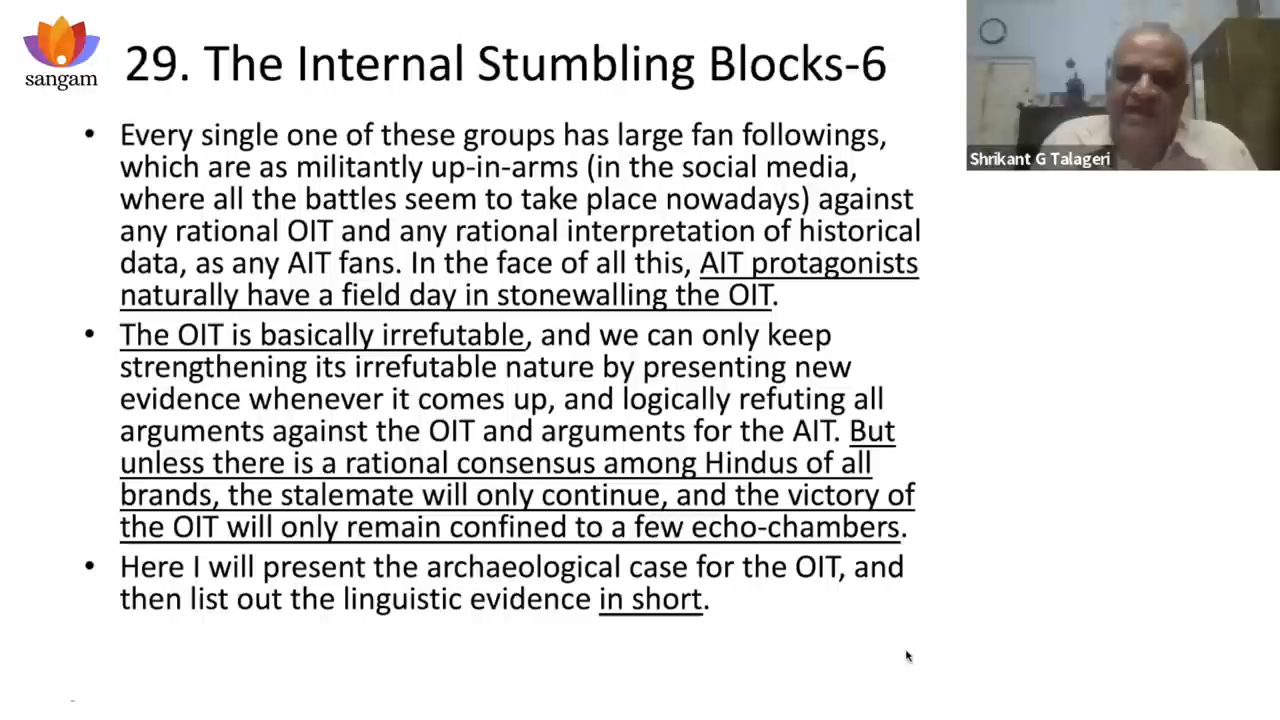 sangam
29. The Internal Stumbling Blocks-6
• Every single one of these groups has large fan followings,
which are as militantly up-in-arms (in the social media,
where all the battles seem to take place nowadays) against
any rational OIT and any rational interpretation of historical
data, as any AIT fans. In the face of all this, AIT protagonists
naturally have a field day in stonewalling the OIT.
• The OIT is basically irrefutable, and we can only keep
strengthening its irrefutable nature by presenting new
evidence whenever it comes up, and logically refuting all
arguments against the OIT and arguments for the AIT. But
unless there is a rational consensus among Hindus of all
brands, the stalemate will only continue, and the victory of
the OIT will only remain confined to a few echo-chambers.
• Here I will present the archaeological case for the OIT, and
then list out the linguistic evidence in short.
Shrikant G Talageri